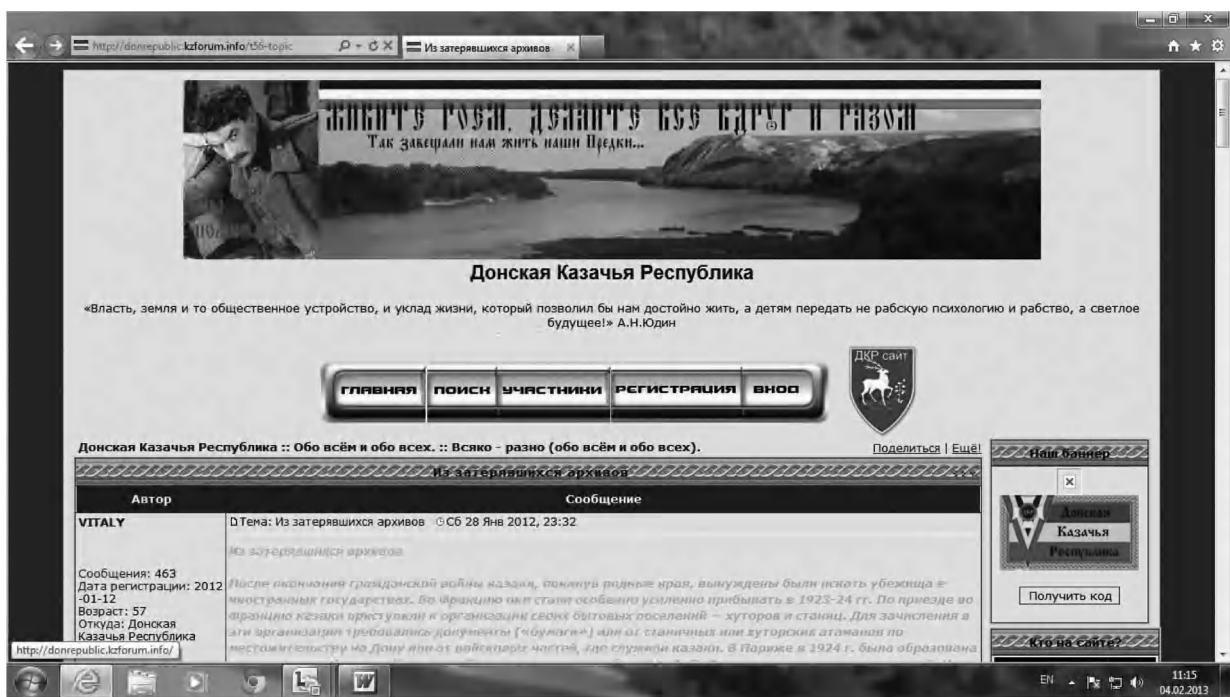 http://donrepublic.kzforum.info/t56-topic
Из затерявшихся архивов
ЖИВИТЕ РОЕМ, ДЕЛАЙТЕ ВСЕ ВДРУГ И РАЗОМ
Так завещали нам жить наши Предки...
Донская Казачья Республика
«Власть, земля и то общественное устройство, и уклад жизни, который позволил бы нам достойно жить, а детям передать не рабскую психологию и рабство, а светлое
будущее!» А.Н.Юдин
ДКР сайт
ГЛАВНАЯ ПОИСК УЧАСТНИКИ РЕГИСТРАЦИЯ ВХОД
Донская Казачья Республика :: Обо всём и обо всех. :: Всяко - разно (обо всём и обо всех).
Поделиться | Ещё!
Наш баннер
Из затерявшихся архивов
Автор
Сообщение
Донская
Казачья
Республика
VITALY
Тема: Из затерявшихся архивов Сб 28 Янв 2012, 23:32
Из затерявшихся архивов
Сообщения: 463
Дата регистрации: 2012
-01-12
Возраст: 57
Откуда: Донская
Казачья Республика
После окончания гражданской войны казаки, покинув родные края, вынуждены были искать убежища в
иностранных государствах. Во Францию они стали особенно усиленно прибывать в 1923-24 гг. По приезде во
Францию казаки приступили к организации своих бытовых поселений – хуторов и станиц. Для зачисления в
эти организации требовались документы («бумаги») или от станичных или хуторских атаманов по
местожительству на Дону или от войсковых частей, где служили казаки. В Париже в 1924 г. была образована
Получить код
Кто на сайте?
http://donrepublic.kzforum.info/
EN
11:15
04.02.2013